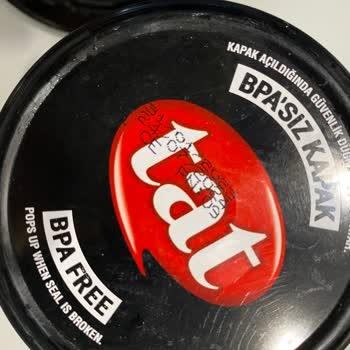 KAPAK AÇILDIĞINDA GÜVENLİK
BPA'SIZ KAPAK
tat
BPA FREE
POPS UP WHEN SEAL IS BROKEN.